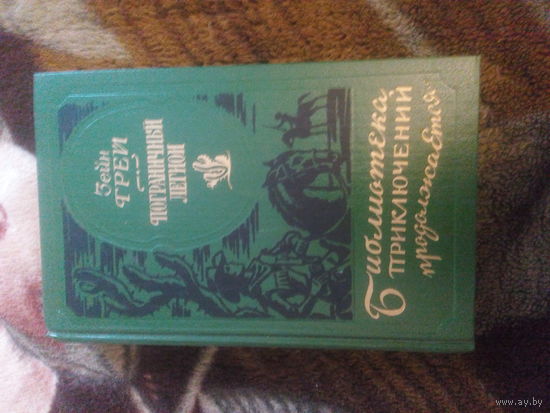 Зейн
ГРЕЙ
ПОГРАНИЧНЫЙ
ЛЕГИОН
Библиотека
ПРИКЛЮЧЕНИЙ
продолжается...
www.ay.by